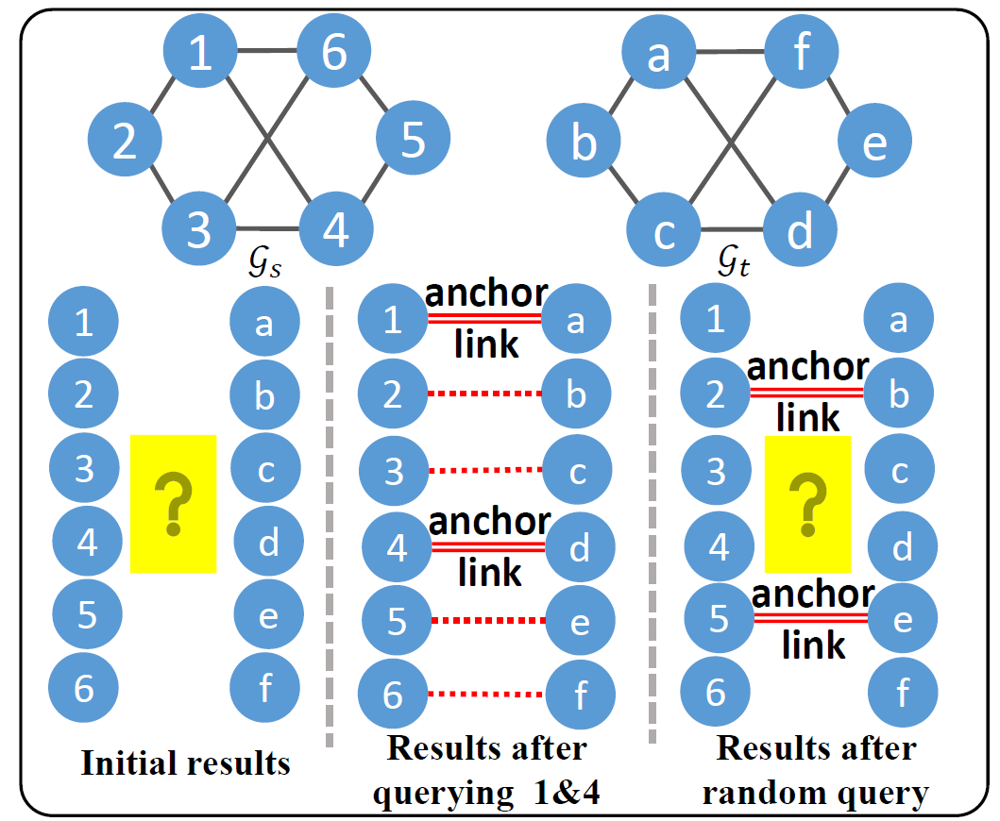 1 6 a f
2 5 b e
3 4 c d
𝒢s 𝒢t
1 a
2 b
3 c
?
4 d
5 e
6 f
Initial results
1 anchor link a
2 b
3 c
4 anchor link d
5 e
6 f
Results after
querying 1&4
1 a
2 anchor link b
3 c
?
4 d
5 anchor link e
6 f
Results after
random query